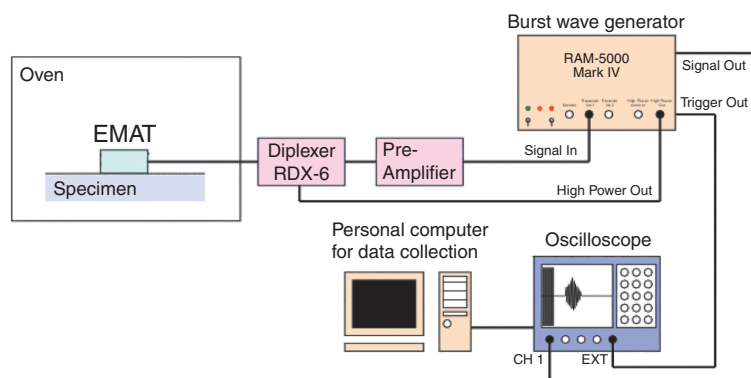 Burst wave generator
RAM-5000
Mark IV
Signal Out
Trigger Out
Oven
EMAT
Specimen
Diplexer
RDX-6
Pre-
Amplifier
Signal In
High Power Out
Personal computer
for data collection
Oscilloscope
CH 1
EXT